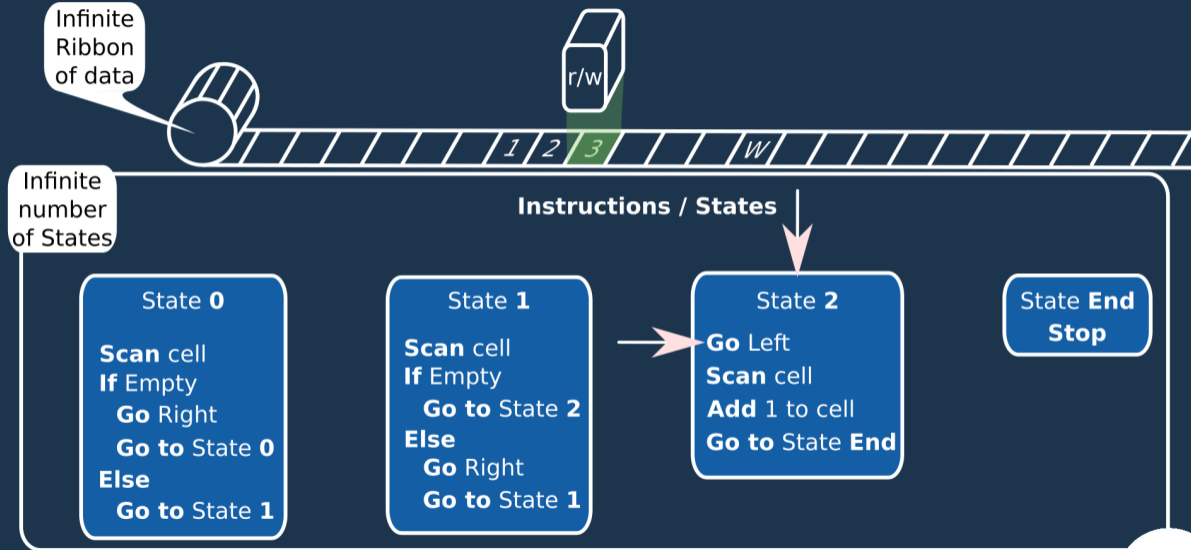 Infinite
Ribbon
of data
r/w
1 2 3 W
Infinite
number
of States
Instructions / States
State 0
Scan cell
If Empty
Go Right
Go to State 0
Else
Go to State 1
State 1
Scan cell
If Empty
Go to State 2
Else
Go Right
Go to State 1
State 2
Go Left
Scan cell
Add 1 to cell
Go to State End
State End
Stop